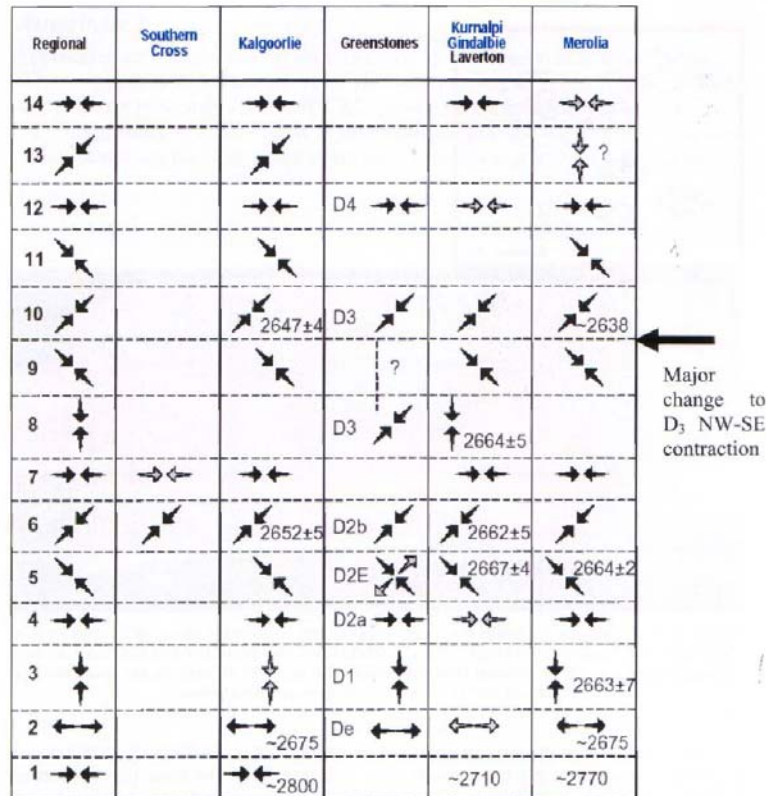 Regional Southern Cross Kalgoorlie Greenstones Kurnalpi Gindalbie Laverton Merolia
14
13 ?
12 D4
11
10 2647±4 D3 ~2638
9 ?
8 D3 2664±5
7
6 2652±5 D2b 2662±5
5 D2E 2667±4 2664±2
4 D2a
3 D1 2663±7
2 ~2675 De ~2675
1 ~2800 ~2710 ~2770
Major
change to
D₃ NW-SE
contraction